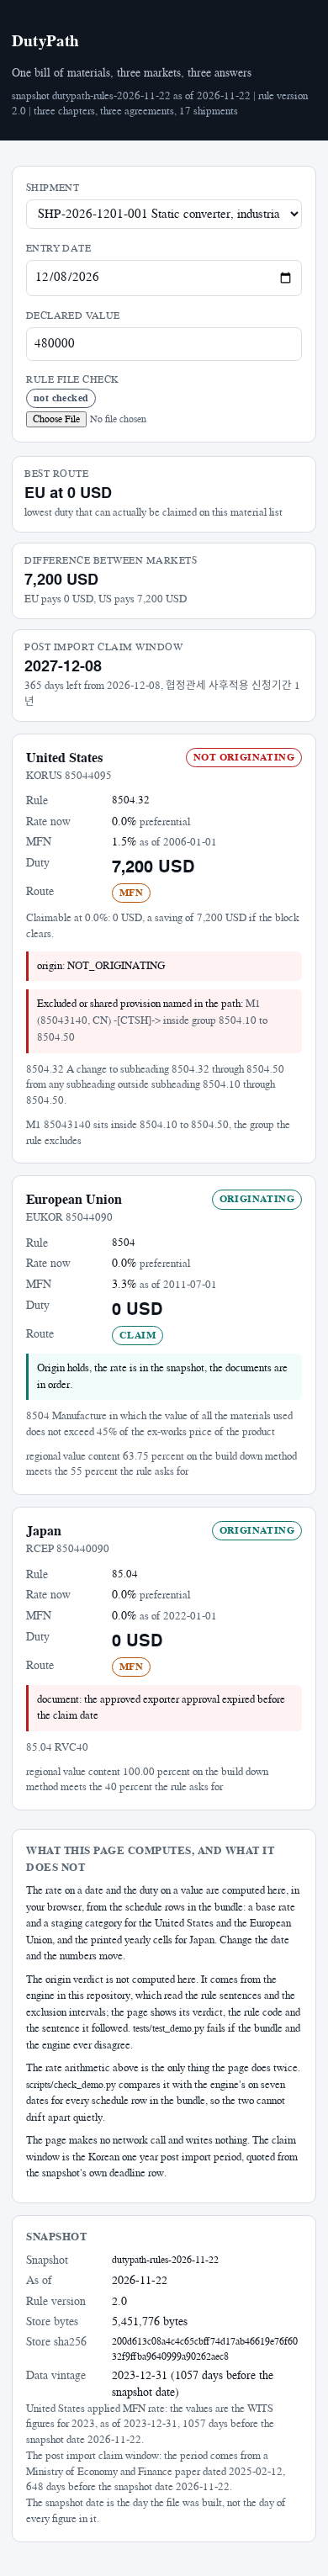 DutyPath
One bill of materials, three markets, three answers
snapshot dutypath-rules-2026-11-22 as of 2026-11-22 | rule version
2.0 | three chapters, three agreements, 17 shipments
SHIPMENT
SHP-2026-1201-001 Static converter, industria
ENTRY DATE
12/08/2026
DECLARED VALUE
480000
RULE FILE CHECK
not checked
Choose File No file chosen
BEST ROUTE
EU at 0 USD
lowest duty that can actually be claimed on this material list
DIFFERENCE BETWEEN MARKETS
7,200 USD
EU pays 0 USD, US pays 7,200 USD
POST IMPORT CLAIM WINDOW
2027-12-08
365 days left from 2026-12-08, 협정관세 사후적용 신청기간 1
년
United States NOT ORIGINATING
KORUS 85044095
Rule 8504.32
Rate now 0.0% preferential
MFN 1.5% as of 2006-01-01
Duty 7,200 USD
Route MFN
Claimable at 0.0%: 0 USD, a saving of 7,200 USD if the block
clears.
origin: NOT_ORIGINATING
Excluded or shared provision named in the path: M1
(85043140, CN) -[CTSH]-> inside group 8504.10 to
8504.50
8504.32 A change to subheading 8504.32 through 8504.50
from any subheading outside subheading 8504.10 through
8504.50.
M1 85043140 sits inside 8504.10 to 8504.50, the group the
rule excludes
European Union ORIGINATING
EUKOR 85044090
Rule 8504
Rate now 0.0% preferential
MFN 3.3% as of 2011-07-01
Duty 0 USD
Route CLAIM
Origin holds, the rate is in the snapshot, the documents are
in order.
8504 Manufacture in which the value of all the materials used
does not exceed 45% of the ex-works price of the product
regional value content 63.75 percent on the build down method
meets the 55 percent the rule asks for
Japan ORIGINATING
RCEP 850440090
Rule 85.04
Rate now 0.0% preferential
MFN 0.0% as of 2022-01-01
Duty 0 USD
Route MFN
document: the approved exporter approval expired before
the claim date
85.04 RVC40
regional value content 100.00 percent on the build down
method meets the 40 percent the rule asks for
WHAT THIS PAGE COMPUTES, AND WHAT IT
DOES NOT
The rate on a date and the duty on a value are computed here, in
your browser, from the schedule rows in the bundle: a base rate
and a staging category for the United States and the European
Union, and the printed yearly cells for Japan. Change the date
and the numbers move.
The origin verdict is not computed here. It comes from the
engine in this repository, which read the rule sentences and the
exclusion intervals; the page shows its verdict, the rule code and
the sentence it followed. tests/test_demo.py fails if the bundle and
the engine ever disagree.
The rate arithmetic above is the only thing the page does twice.
scripts/check_demo.py compares it with the engine's on seven
dates for every schedule row in the bundle, so the two cannot
drift apart quietly.
The page makes no network call and writes nothing. The claim
window is the Korean one year post import period, quoted from
the snapshot's own deadline row.
SNAPSHOT
Snapshot dutypath-rules-2026-11-22
As of 2026-11-22
Rule version 2.0
Store bytes 5,451,776 bytes
Store sha256 200d613c08a4c4c65cbff74d17ab46619e76f60
32f9ffba9640999a90262aec8
Data vintage 2023-12-31 (1057 days before the
snapshot date)
United States applied MFN rate: the values are the WITS
figures for 2023, as of 2023-12-31, 1057 days before the
snapshot date 2026-11-22.
The post import claim window: the period comes from a
Ministry of Economy and Finance paper dated 2025-02-12,
648 days before the snapshot date 2026-11-22.
The snapshot date is the day the file was built, not the day of
every figure in it.